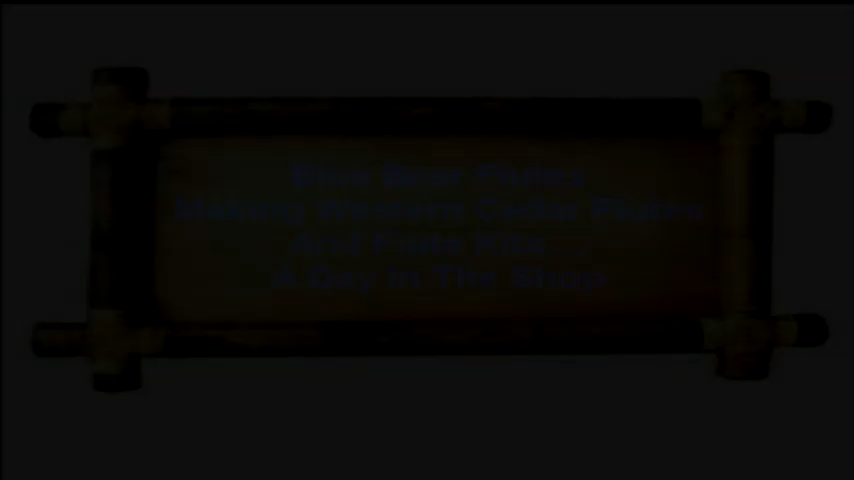 Blue Bear Flutes
Making Western Cedar Flutes
And Flute Kits
A Day In The Shop